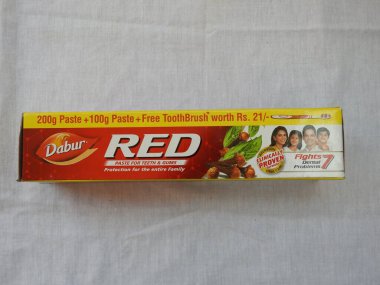 200g Paste+100g Paste+Free ToothBrush worth Rs. 21/-
Dabur
RED
PASTE FOR TEETH & GUMS
Protection for the entire Family
CLINICALLY
PROVEN
Fights 7
Dental
Problems